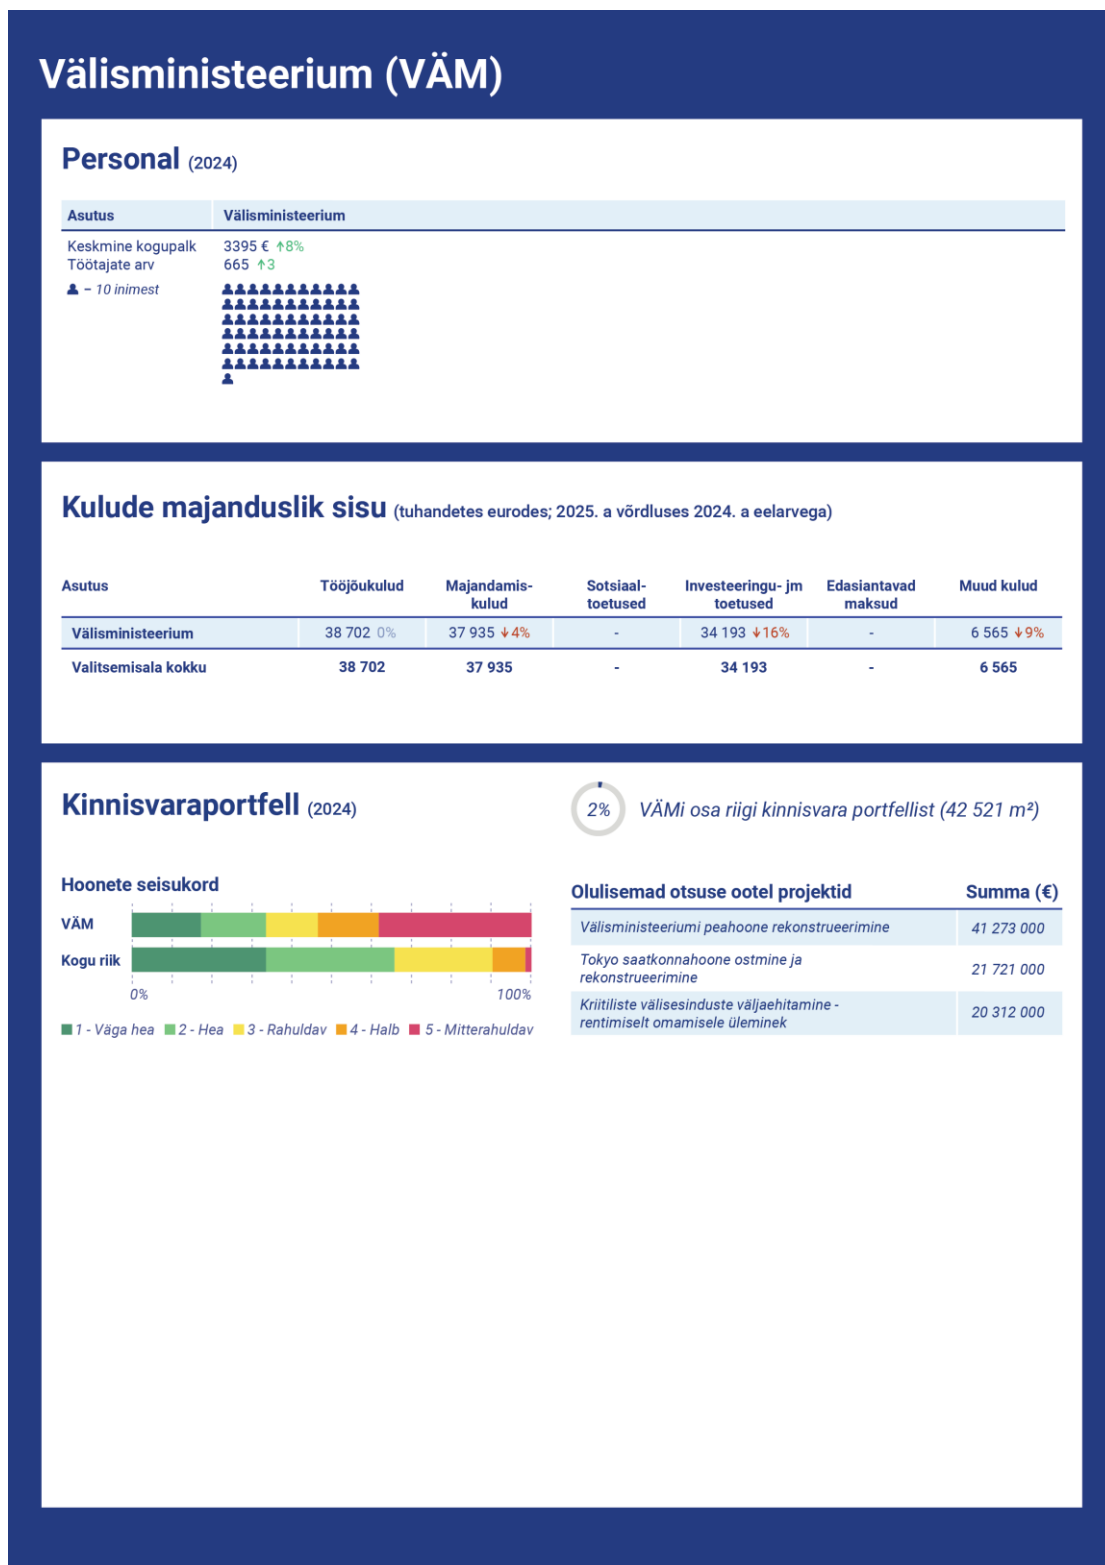 Välisministeerium (VÄM)
Personal (2024)
Asutus Välisministeerium
Keskmine kogupalk 3395 € ↑8%
Töötajate arv 665 ↑3
– 10 inimest
Kulude majanduslik sisu (tuhandetes eurodes; 2025. a võrdluses 2024. a eelarvega)
Asutus Tööjõukulud Majandamis- Sotsiaal- Investeeringu- jm Edasiantavad Muud kulud
kulud toetused toetused maksud
Välisministeerium 38 702 0% 37 935 ↓4% - 34 193 ↓16% - 6 565 ↓9%
Valitsemisala kokku 38 702 37 935 - 34 193 - 6 565
Kinnisvaraportfell (2024)
2% VÄMi osa riigi kinnisvara portfellist (42 521 m²)
Hoonete seisukord
VÄM
Kogu riik
0% 100%
1 - Väga hea 2 - Hea 3 - Rahuldav 4 - Halb 5 - Mitterahuldav
Olulisemad otsuse ootel projektid Summa (€)
Välisministeeriumi peahoone rekonstrueerimine 41 273 000
Tokyo saatkonnahoone ostmine ja
rekonstrueerimine 21 721 000
Kriitiliste välisesinduste väljaehitamine -
rentimiselt omamisele üleminek 20 312 000